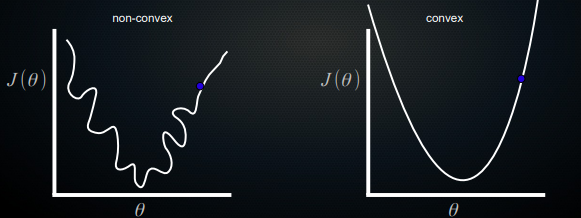 non-convex
J(θ)
θ
convex
J(θ)
θ